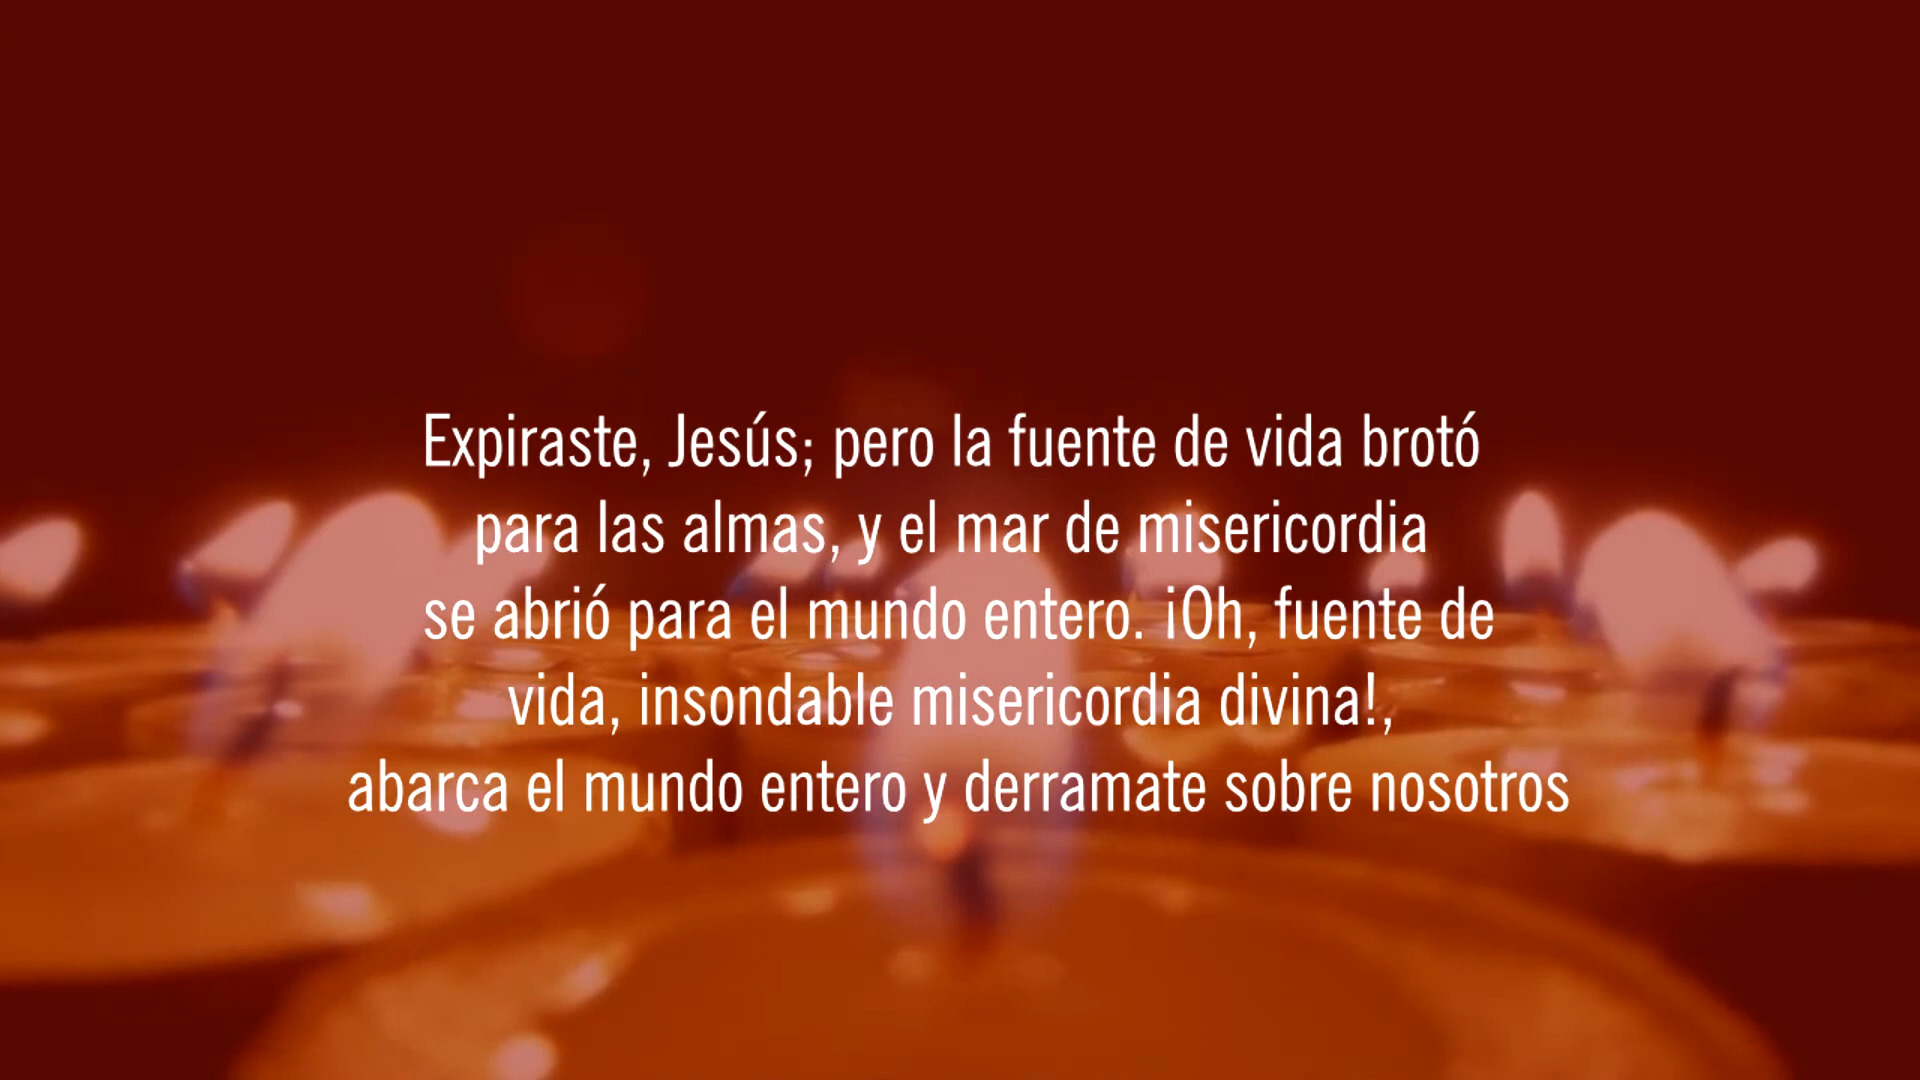 Expiraste, Jesús; pero la fuente de vida brotó
para las almas, y el mar de misericordia
se abrió para el mundo entero. ¡Oh, fuente de
vida, insondable misericordia divina!,
abarca el mundo entero y derramate sobre nosotros